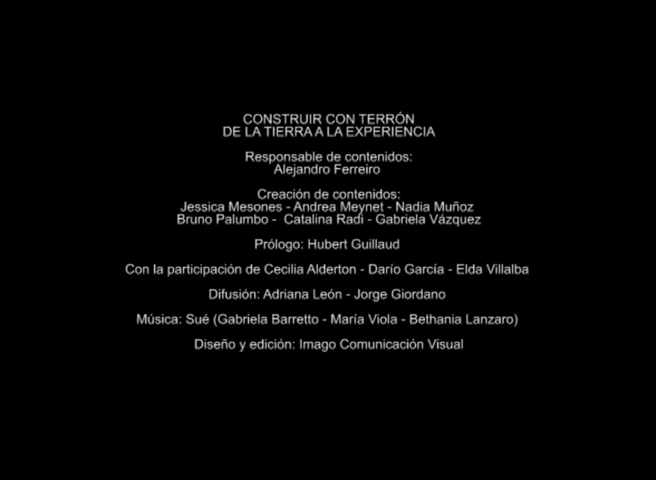 CONSTRUIR CON TERRÓN
DE LA TIERRA A LA EXPERIENCIA
Responsable de contenidos:
Alejandro Ferreiro
Creación de contenidos:
Jessica Mesones - Andrea Meynet - Nadia Muñoz
Bruno Palumbo - Catalina Radi - Gabriela Vázquez
Prólogo: Hubert Guillaud
Con la participación de Cecilia Alderton - Darío García - Elda Villalba
Difusión: Adriana León - Jorge Giordano
Música: Sué (Gabriela Barretto - María Viola - Bethania Lanzaro)
Diseño y edición: Imago Comunicación Visual